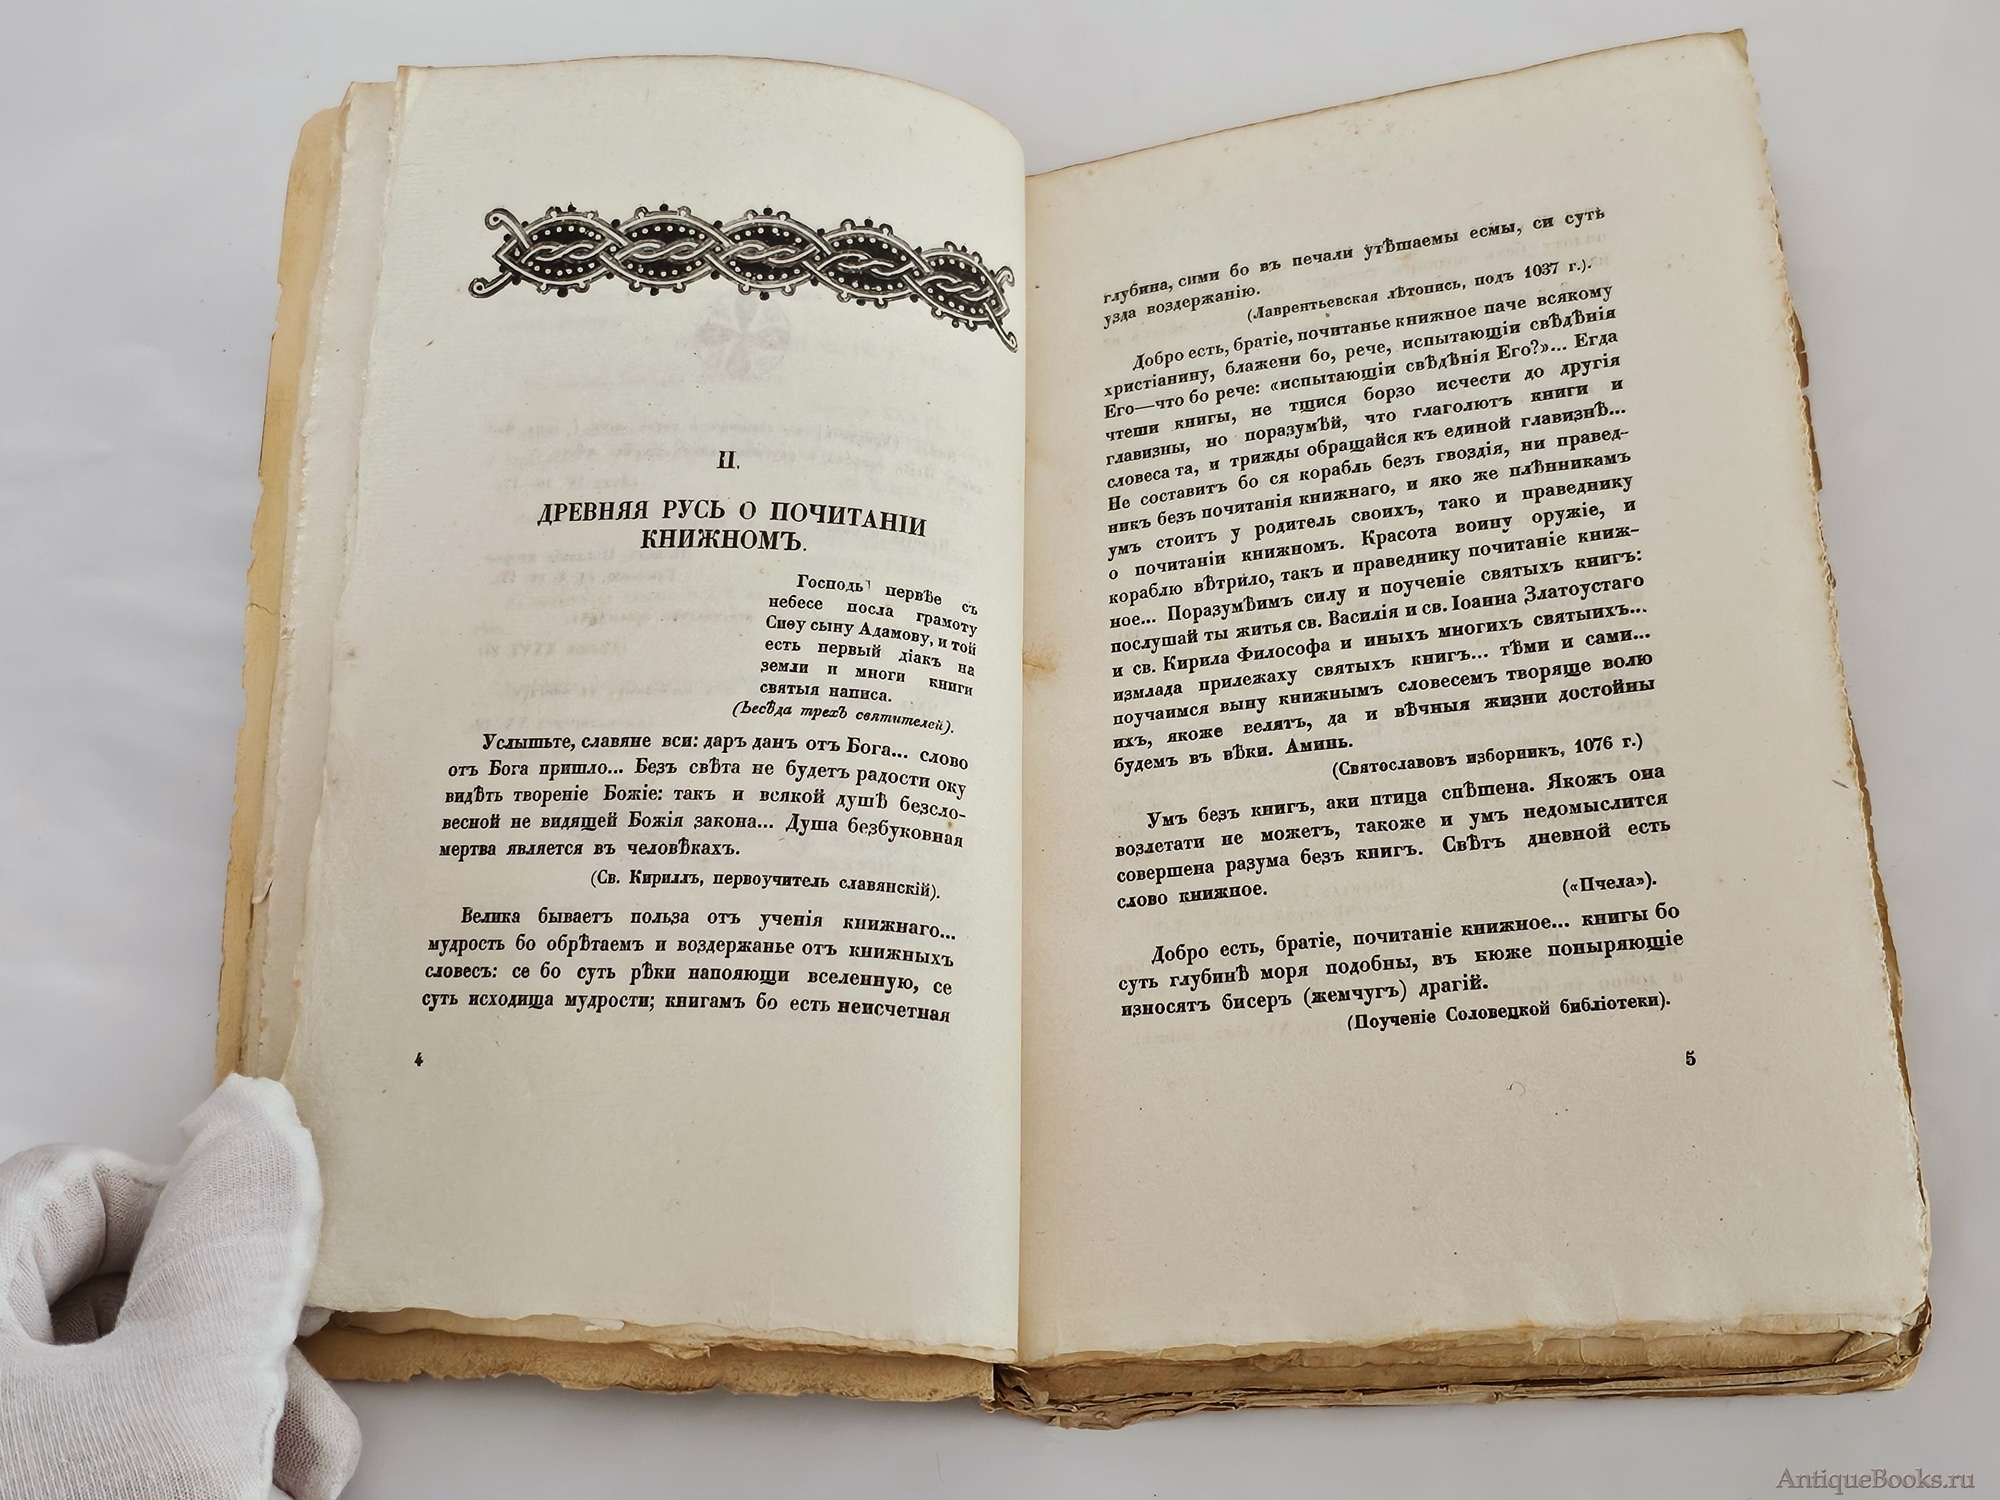 II.
ДРЕВНЯЯ РУСЬ О ПОЧИТАНІИ
КНИЖНОМЪ.
Господь первѣе съ
небесе посла грамоту
Сиѳу сыну Адамову, и той
есть первый діакъ на
земли и многи книги
святыя написа.
(Бесѣда трехъ святителей).
Услышьте, славяне вси: даръ данъ отъ Бога... слово
отъ Бога пришло... Безъ свѣта не будетъ радости оку
видѣть твореніе Божіе: такъ и всякой душѣ безсло-
весной не видящей Божія закона... Душа безбуковная
мертва является въ человѣкахъ.
(Св. Кириллъ, первоучитель славянскій).
Велика бываетъ польза отъ ученія книжнаго...
мудрость бо обрѣтаемъ и воздержанье отъ книжныхъ
словесъ: се бо суть рѣки напояющи вселенную, се
суть исходища мудрости; книгамъ бо есть неисчетная
4
глубина, сими бо въ печали утѣшаемы есмы, си суть
узда воздержанію.
(Лаврентьевская лѣтопись, подъ 1037 г.).
Добро есть, братіе, почитанье книжное паче всякому
христіанину, блажени бо, рече, испытающіи свѣдѣнія
Его—что бо рече: «испытающіи свѣдѣнія Его?»... Егда
чтеши книгы, не тщися борзо исчести до другія
главизны, но поразумѣй, что глаголютъ книги и
словеса та, и трижды обращайся къ единой главизнѣ...
Не составитъ бо ся корабль безъ гвоздія, ни правед-
никъ безъ почитанія книжнаго, и яко же плѣнникамъ
умъ стоитъ у родитель своихъ, тако и праведнику
о почитаніи книжномъ. Красота воину оружіе, и
кораблю вѣтрило, такъ и праведнику почитаніе книж-
ное... Поразумѣимъ силу и поученіе святыхъ книгъ:
послушай ты житья св. Василія и св. Іоанна Златоустаго
и св. Кирила Философа и иныхъ многихъ святыихъ...
измлада прилежаху святыхъ книгъ... тѣми и сами...
поучаимся выну книжнымъ словесемъ творяще волю
ихъ, якоже велятъ, да и вѣчныя жизни достойны
будемъ въ вѣки. Аминь.
(Святославовъ изборникъ, 1076 г.)
Умъ безъ книгъ, аки птица спѣшена. Якожъ она
возлетати не можетъ, такоже и умъ недомыслится
совершена разума безъ книгъ. Свѣтъ дневной есть
слово книжное.
(«Пчела»).
Добро есть, братіе, почитаніе книжное... книгы бо
суть глубинѣ моря подобны, въ нюже поныряющіе
износятъ бисеръ (жемчугъ) драгій.
(Поученіе Соловецкой библіотеки).
5
AntiqueBooks.ru